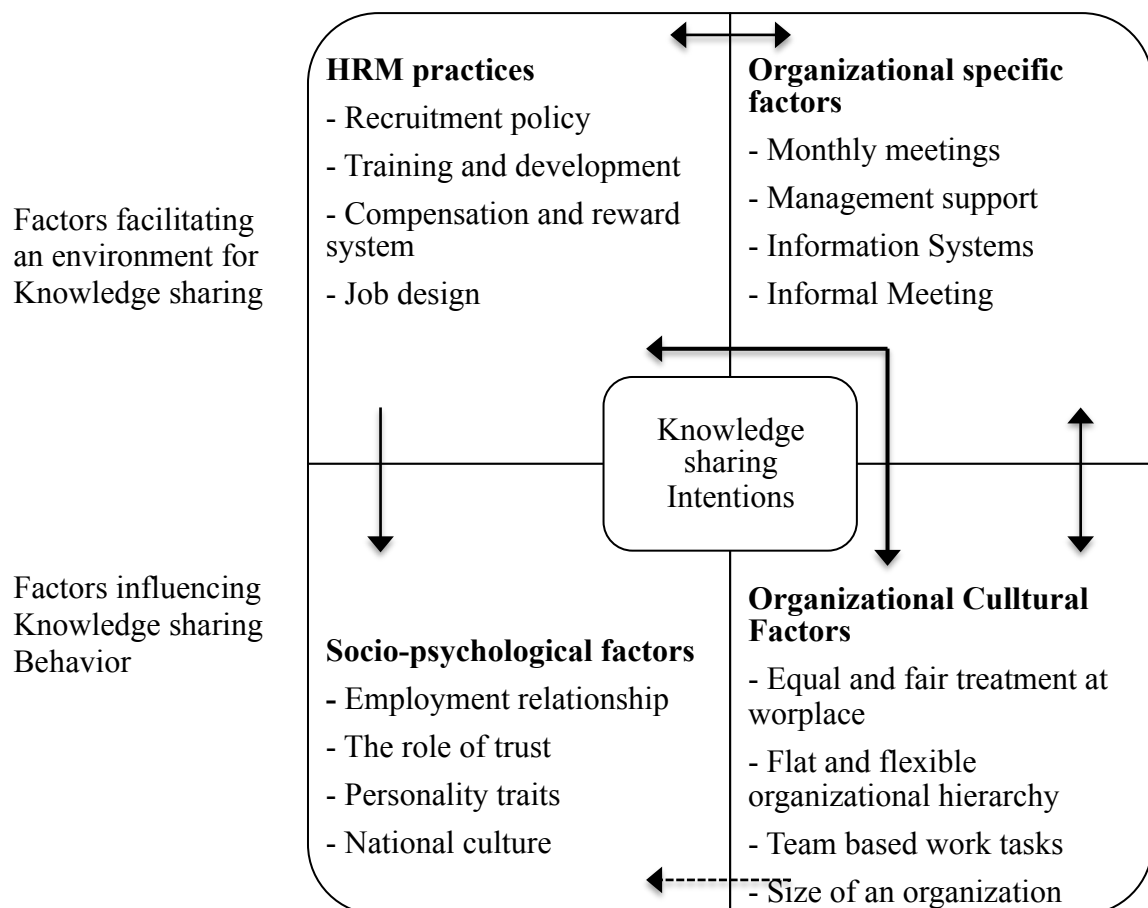 Factors facilitating
an environment for
Knowledge sharing
HRM practices
- Recruitment policy
- Training and development
- Compensation and reward
system
- Job design
Organizational specific
factors
- Monthly meetings
- Management support
- Information Systems
- Informal Meeting
Knowledge
sharing
Intentions
Factors influencing
Knowledge sharing
Behavior
Socio-psychological factors
- Employment relationship
- The role of trust
- Personality traits
- National culture
Organizational Culltural
Factors
- Equal and fair treatment at
worplace
- Flat and flexible
organizational hierarchy
- Team based work tasks
- Size of an organization